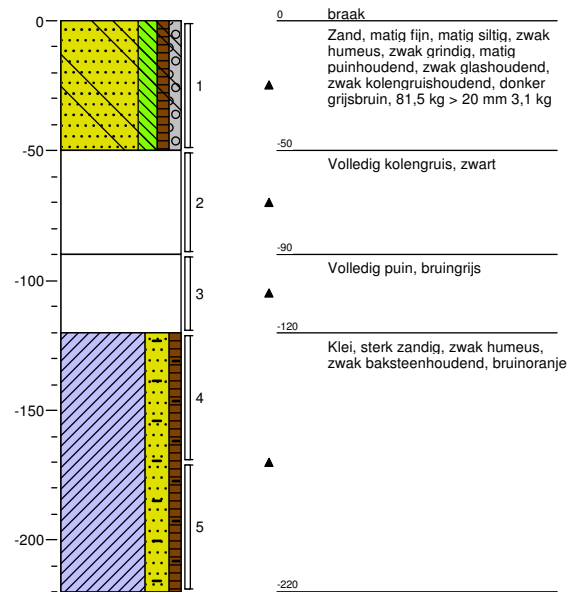 0
braak
0
Zand, matig fijn, matig siltig, zwak
humeus, zwak grindig, matig
puinhoudend, zwak glashoudend,
zwak kolengruishoudend, donker
grijsbruin, 81,5 kg > 20 mm 3,1 kg
1
-50
-50
Volledig kolengruis, zwart
2
-90
Volledig puin, bruingrijs
-100
3
-120
Klei, sterk zandig, zwak humeus,
zwak baksteenhoudend, bruinoranje
4
-150
5
-200
-220